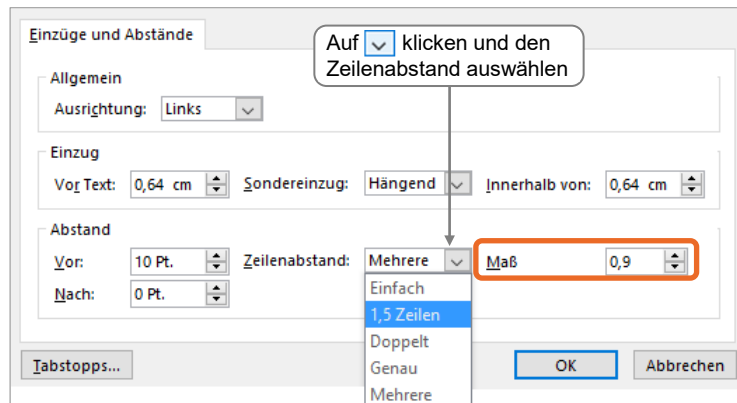 Einzüge und Abstände
Auf klicken und den
Zeilenabstand auswählen
Allgemein
Ausrichtung: Links
Einzug
Vor Text: 0,64 cm Sondereinzug: Hängend Innerhalb von: 0,64 cm
Abstand
Vor: 10 Pt. Zeilenabstand: Mehrere Maß 0,9
Nach: 0 Pt.
Einfach
1,5 Zeilen
Doppelt
Genau
Mehrere
Tabstopps... OK Abbrechen